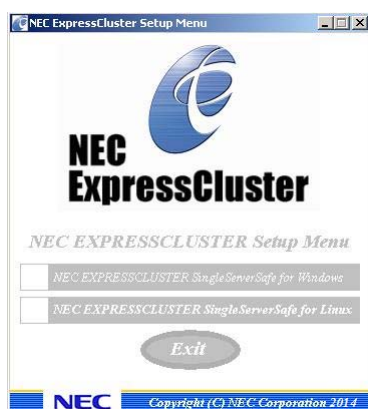 NEC ExpressCluster Setup Menu
NEC
ExpressCluster
NEC EXPRESSCLUSTER Setup Menu
NEC EXPRESSCLUSTER SingleServerSafe for Windows
NEC EXPRESSCLUSTER SingleServerSafe for Linux
Exit
NEC Copyright (C) NEC Corporation 2014